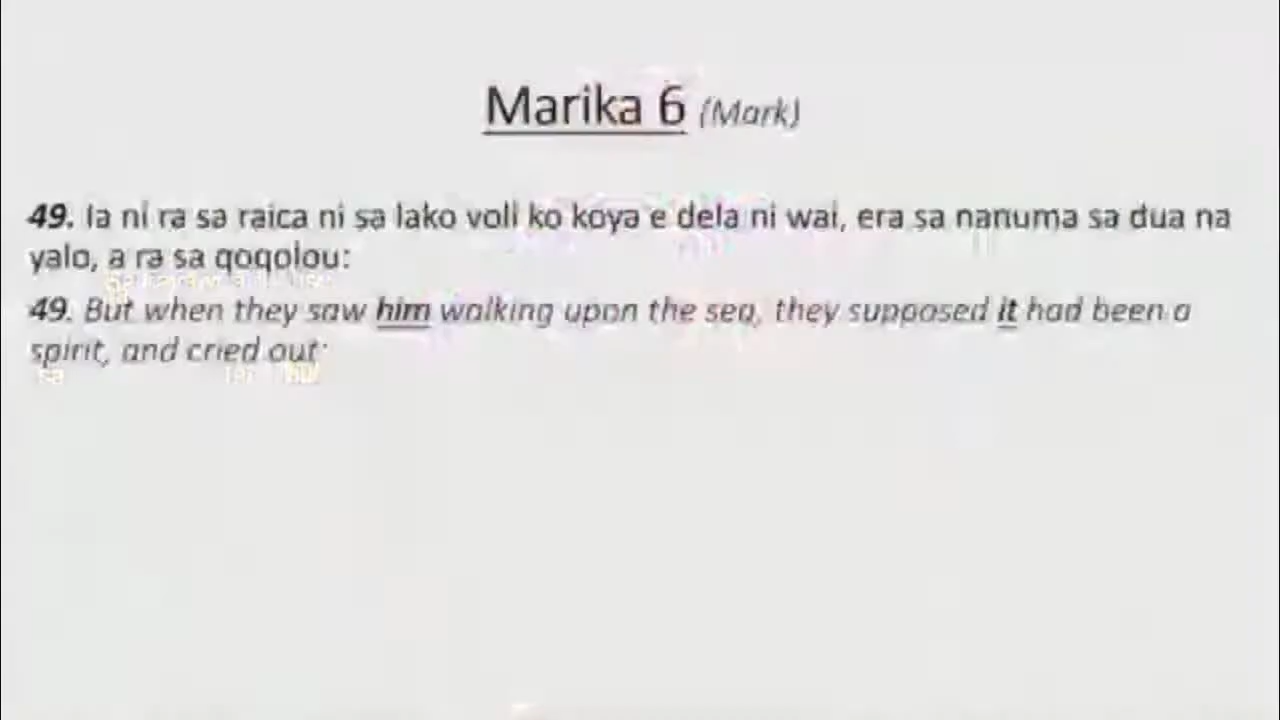 Marika 6 (Mark)
49. Ia ni ra sa raica ni sa lako voli ko koya e dela ni wai, era sa nanuma sa dua na
yalo, a ra sa qoqolou:
49. But when they saw him walking upon the sea, they supposed it had been a
spirit, and cried out: